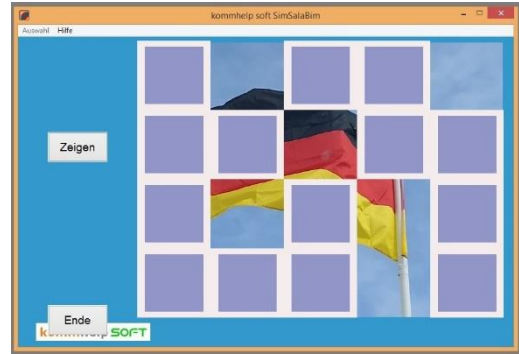 kommhelp soft SimSalaBim
Auswahl Hilfe
Zeigen
Ende
SOFT